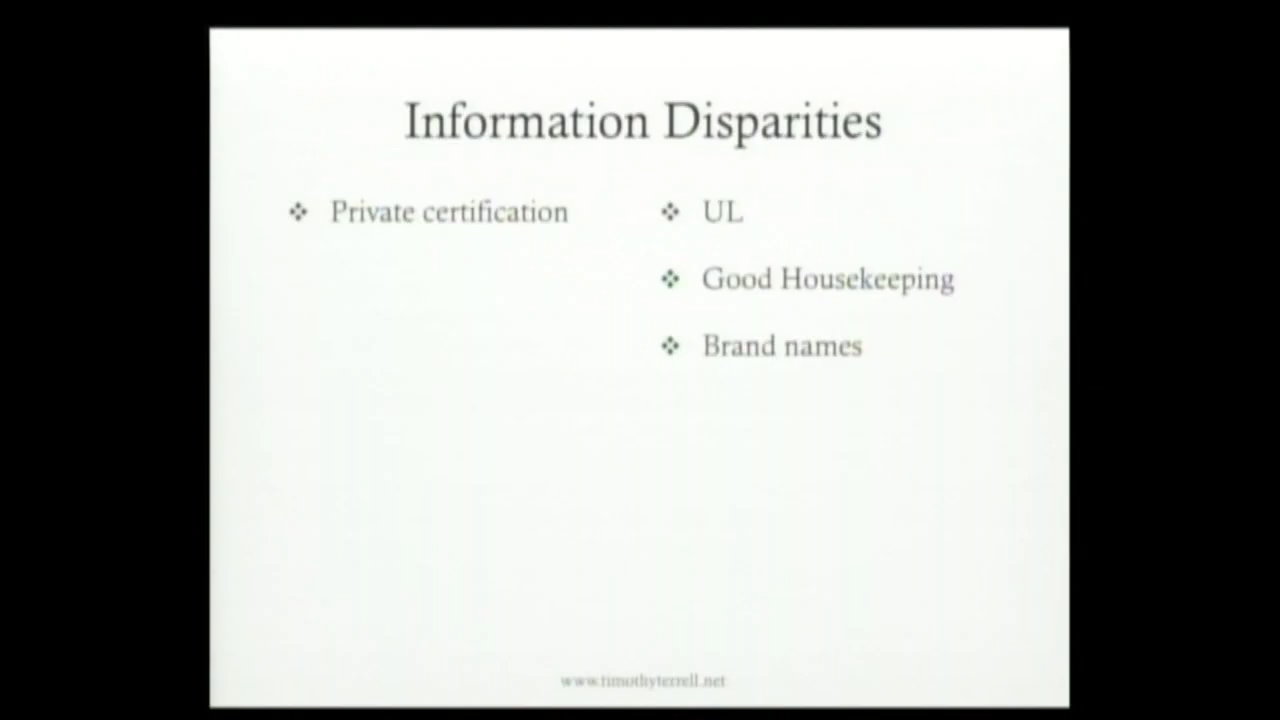 Information Disparities
Private certification
UL
Good Housekeeping
Brand names
www.timothyterrell.net